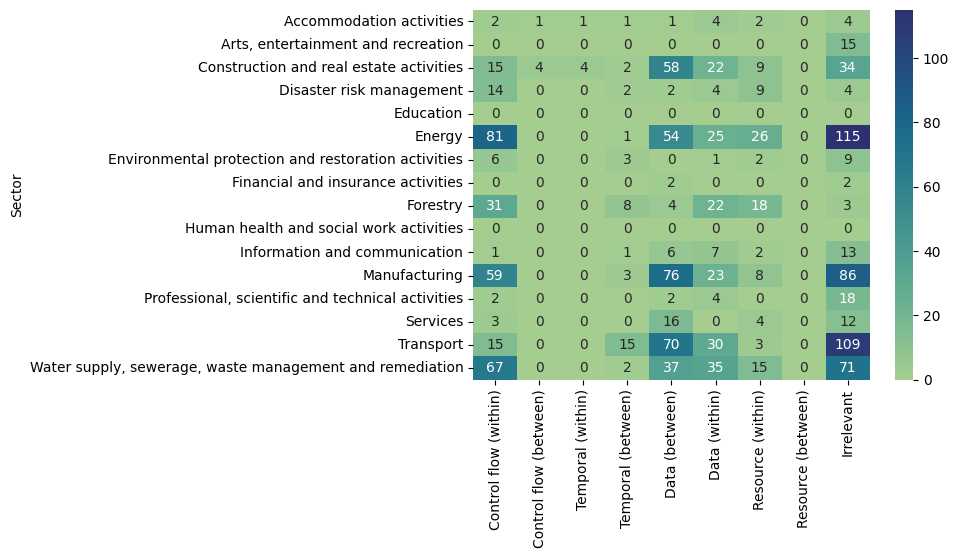 Sector
Accommodation activities 2 1 1 1 1 4 2 0 4
Arts, entertainment and recreation 0 0 0 0 0 0 0 0 15
Construction and real estate activities 15 4 4 2 58 22 9 0 34
Disaster risk management 14 0 0 2 2 4 9 0 4
Education 0 0 0 0 0 0 0 0 0
Energy 81 0 0 1 54 25 26 0 115
Environmental protection and restoration activities 6 0 0 3 0 1 2 0 9
Financial and insurance activities 0 0 0 0 2 0 0 0 2
Forestry 31 0 0 8 4 22 18 0 3
Human health and social work activities 0 0 0 0 0 0 0 0 0
Information and communication 1 0 0 1 6 7 2 0 13
Manufacturing 59 0 0 3 76 23 8 0 86
Professional, scientific and technical activities 2 0 0 0 2 4 0 0 18
Services 3 0 0 0 16 0 4 0 12
Transport 15 0 0 15 70 30 3 0 109
Water supply, sewerage, waste management and remediation 67 0 0 2 37 35 15 0 71
Control flow (within)
Control flow (between)
Temporal (within)
Temporal (between)
Data (between)
Data (within)
Resource (within)
Resource (between)
Irrelevant
100
80
60
40
20
0